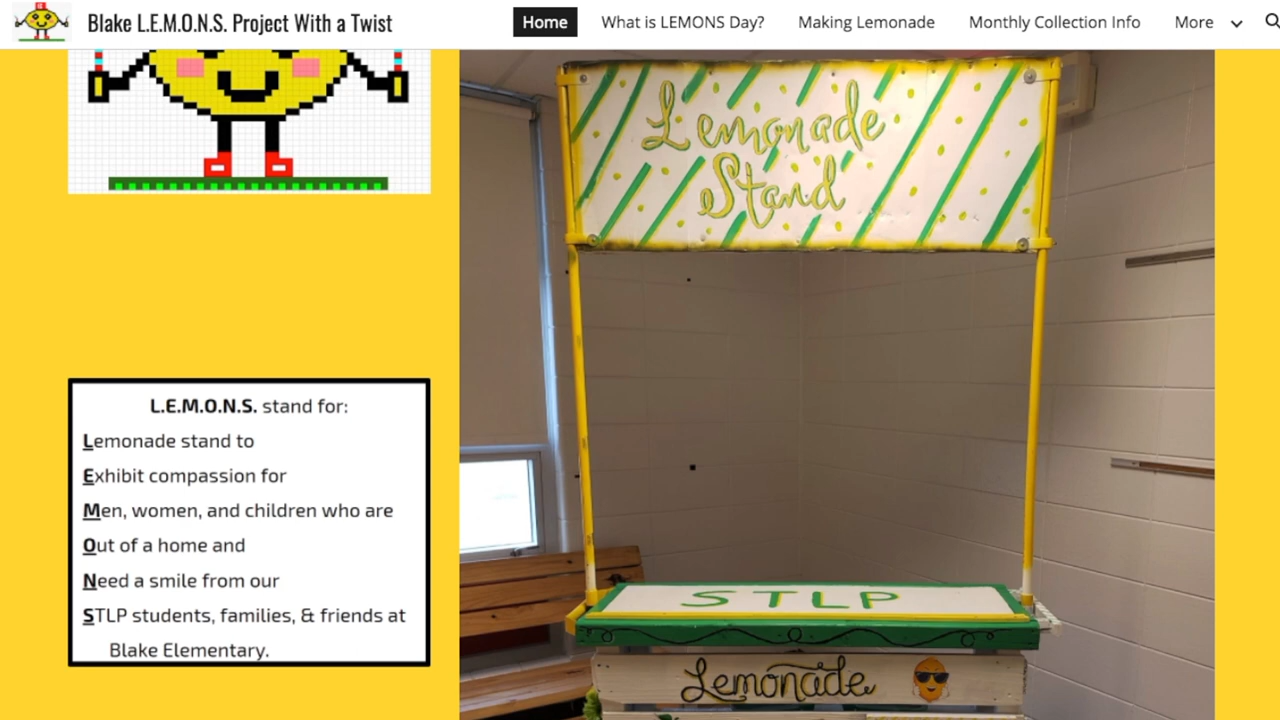 Blake L.E.M.O.N.S. Project With a Twist
Home
What is LEMONS Day?
Making Lemonade
Monthly Collection Info
More
L.E.M.O.N.S. stand for:
Lemonade stand to
Exhibit compassion for
Men, women, and children who are
Out of a home and
Need a smile from our
STLP students, families, & friends at
Blake Elementary.
Lemonade
Stand
STLP
Lemonade